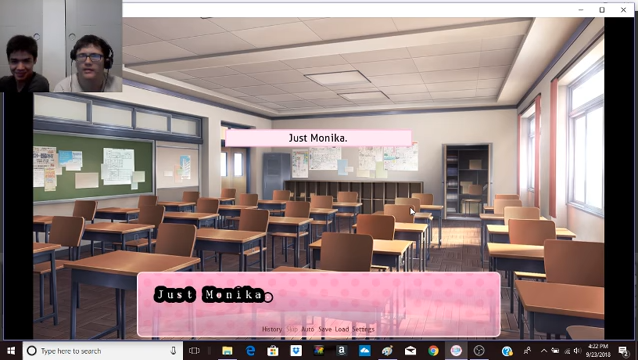 Just Monika.
Just Monika
History Skip Auto Save Load Settings
Type here to search
4:22 PM
9/23/2018